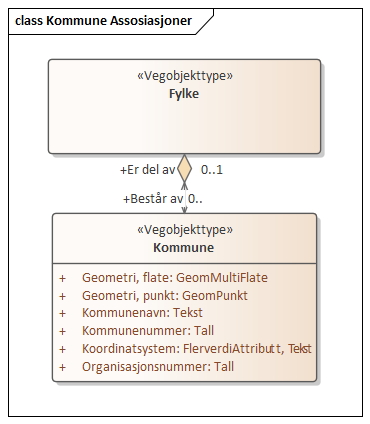 class Kommune Assosiasjoner
«Vegobjekttype»
Fylke
+Er del av 0..1
+Består av 0..
«Vegobjekttype»
Kommune
+ Geometri, flate: GeomMultiFlate
+ Geometri, punkt: GeomPunkt
+ Kommunenavn: Tekst
+ Kommunenummer: Tall
+ Koordinatsystem: FlerverdiAttributt, Tekst
+ Organisasjonsnummer: Tall